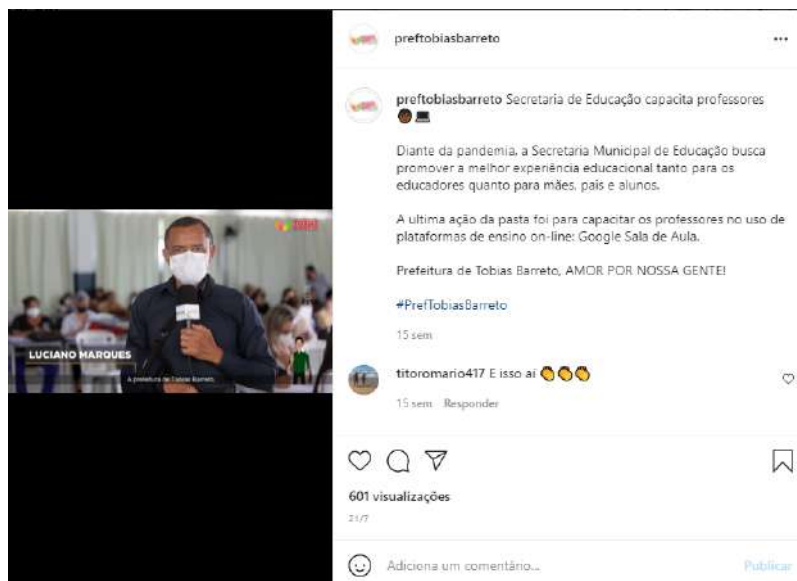 preftobiasbarreto
preftobiasbarreto Secretaria de Educação capacita professores
Diante da pandemia, a Secretaria Municipal de Educação busca
promover a melhor experiência educacional tanto para os
educadores quanto para mães, pais e alunos.
A ultima ação da pasta foi para capacitar os professores no uso de
plataformas de ensino on-line: Google Sala de Aula.
Prefeitura de Tobias Barreto, AMOR POR NOSSA GENTE!
#PrefTobiasBarreto
15 sem
LUCIANO MARQUES
A prefeitura de Tobias Barreto,
titoromario417 E isso ai
15 sem Responder
601 visualizações
21/7
Adiciona um comentário...
Publicar